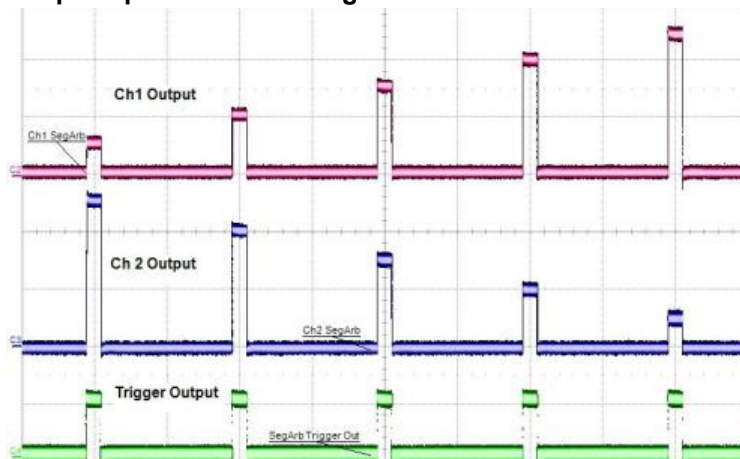 Ch1 Output
Ch1 SegArb
Ch 2 Output
Ch2 SegArb
Trigger Output
SegArb Trigger Out